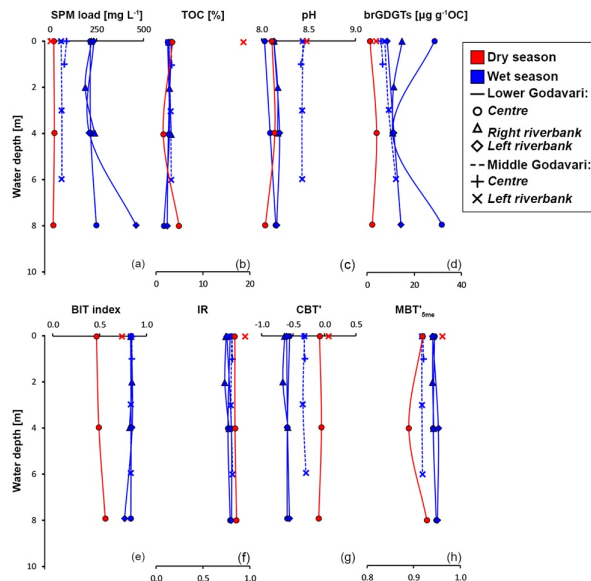 SPM load [mg L⁻¹]
TOC [%]
pH
brGDGTs [µg g⁻¹OC]
0 250 500
0 10 20
8.0 8.5 9.0
0 20 40
Water depth [m]
0
2
4
6
8
10
(a)
(b)
(c)
(d)
Dry season
Wet season
Lower Godavari:
Centre
Right riverbank
Left riverbank
Middle Godavari:
Centre
Left riverbank
BIT index
IR
CBT'
MBT'5me
0.0 0.5 1.0
-1.0 -0.5 0.0 0.5
Water depth [m]
0
2
4
6
8
10
(e)
(f)
(g)
(h)
0.0 0.5 1.0
0.8 0.9 1.0